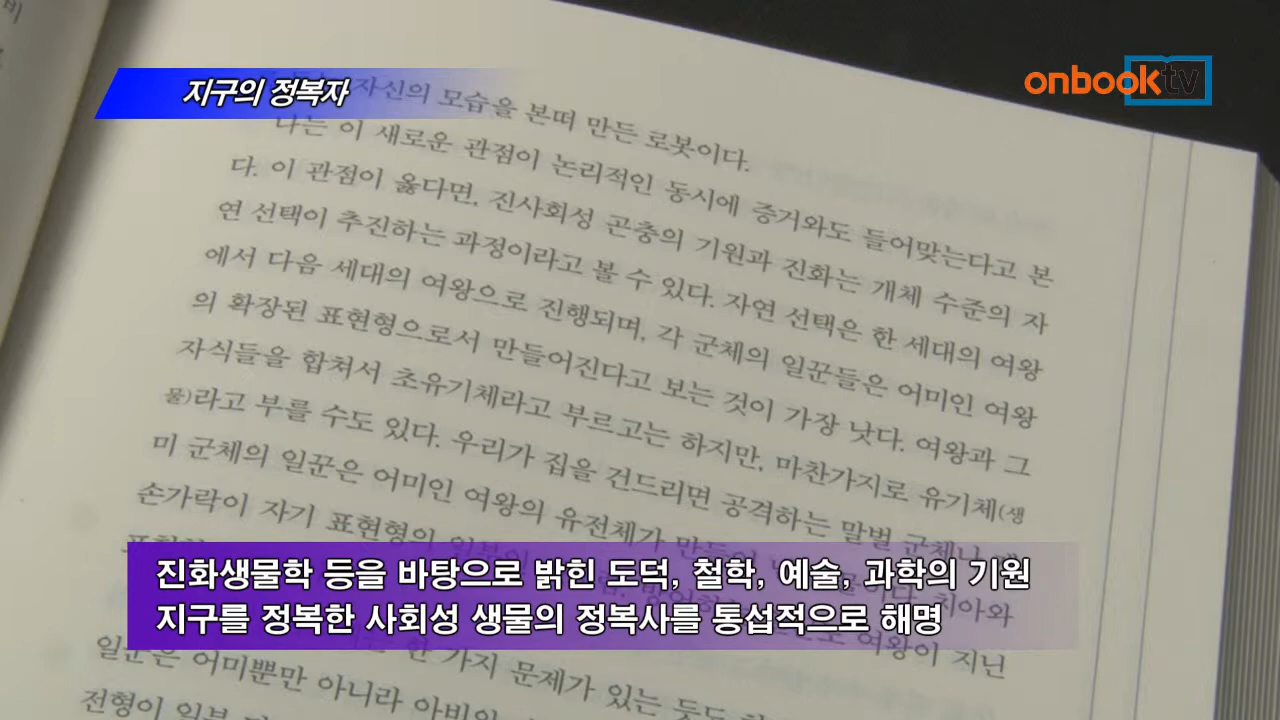 지구의 정복자
onbooktv
자신의 모습을 본떠 만든 로봇이다.
나는 이 새로운 관점이 논리적인 동시에 증거와도 들어맞는다고 본
다. 이 관점이 옳다면, 진사회성 곤충의 기원과 진화는 개체 수준의 자
연 선택이 추진하는 과정이라고 볼 수 있다. 자연 선택은 한 세대의 여왕
에서 다음 세대의 여왕으로 진행되며, 각 군체의 일꾼들은 어미인 여왕
의 확장된 표현형으로서 만들어진다고 보는 것이 가장 낫다. 여왕과 그
자식들을 합쳐서 초유기체라고 부르고는 하지만, 마찬가지로 유기체(생
물)라고 부를 수도 있다. 우리가 집을 건드리면 공격하는 말벌 군체나
미 군체의 일꾼은 어미인 여왕의 유전체가
손가락이 자기 표현형의 치아와
여왕이 지닌
한 가지 문제가 있는 듯도
일꾼은 어미뿐만 아니라
전형이 일부
진화생물학 등을 바탕으로 밝힌 도덕, 철학, 예술, 과학의 기원
지구를 정복한 사회성 생물의 정복사를 통섭적으로 해명